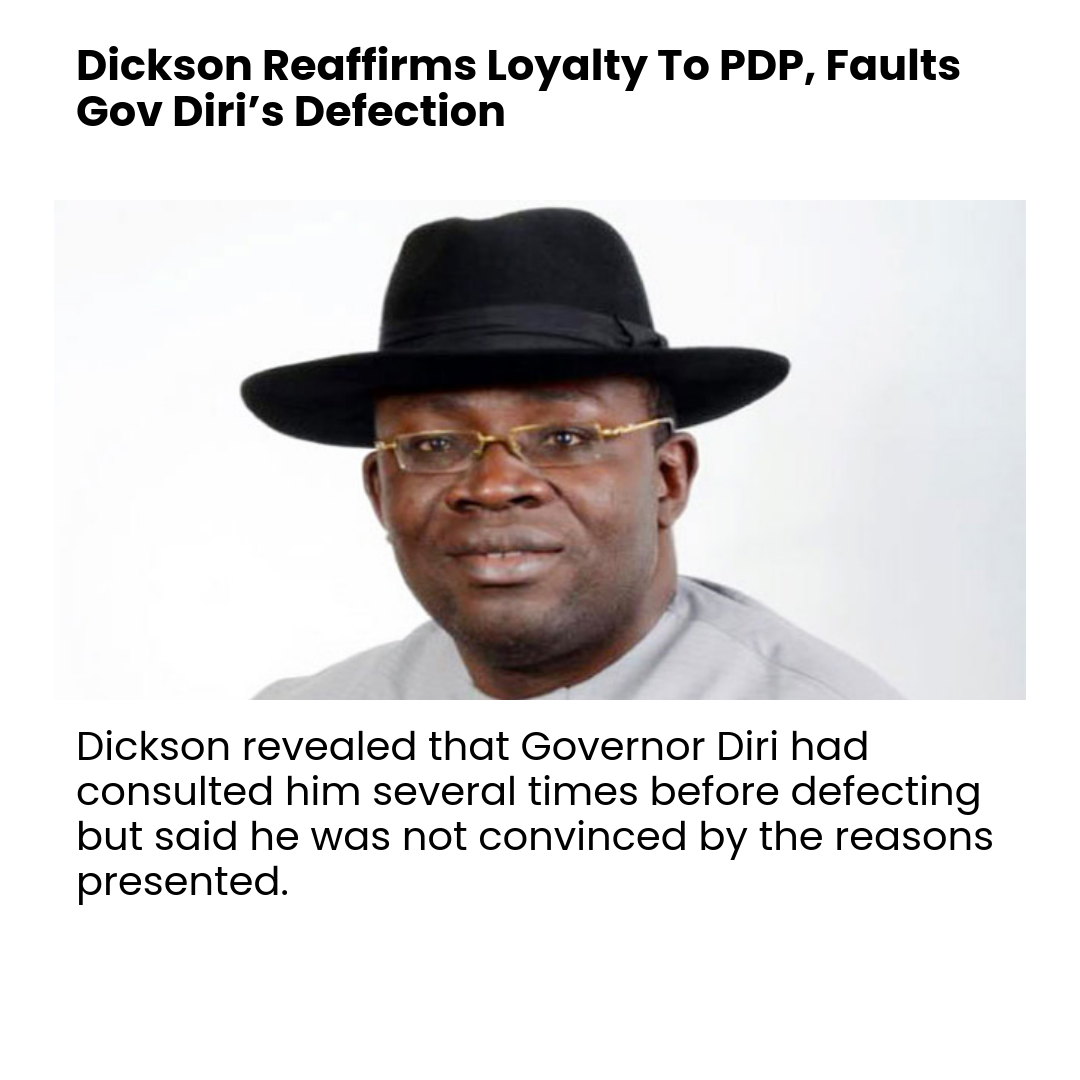 Dickson Reaffirms Loyalty To PDP, Faults
Gov Diri’s Defection
Dickson revealed that Governor Diri had
consulted him several times before defecting
but said he was not convinced by the reasons
presented.